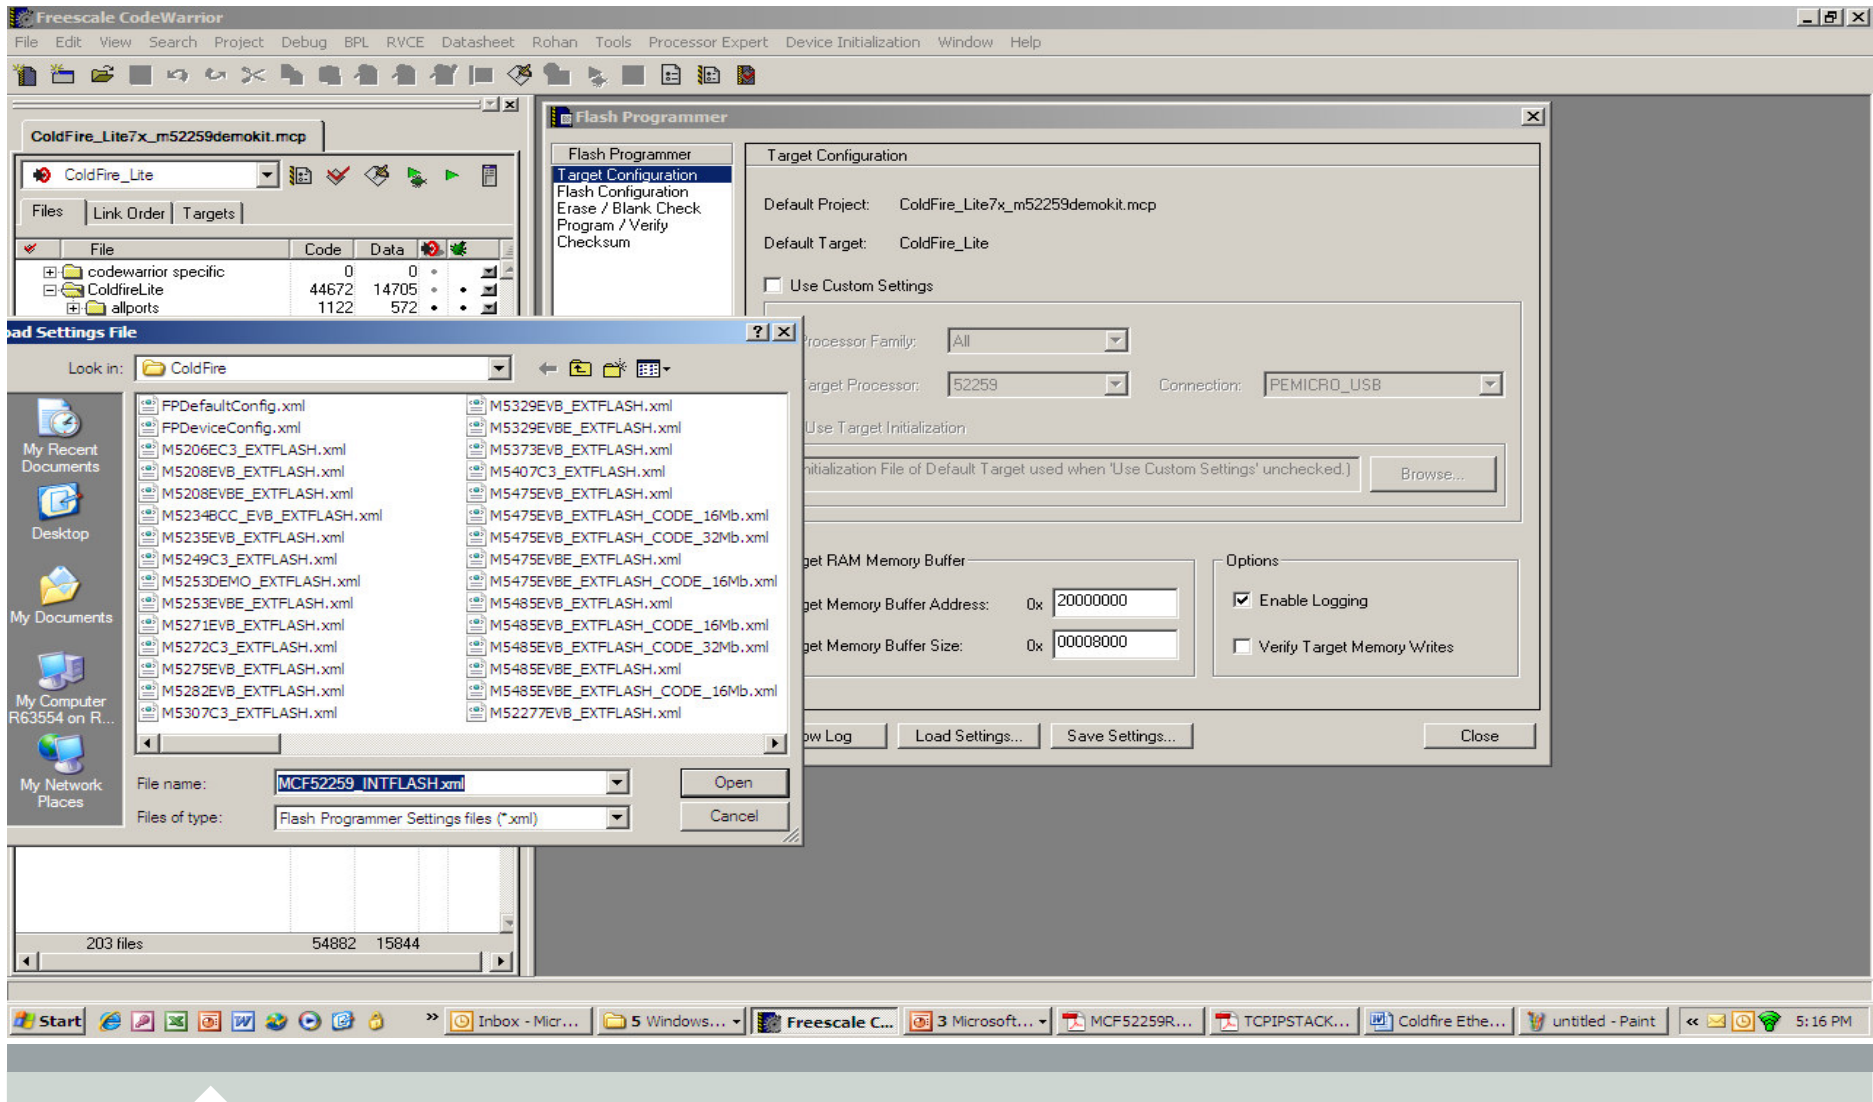 Freescale CodeWarrior
File Edit View Search Project Debug BPL RVCE Datasheet Rohan Tools Processor Expert Device Initialization Window Help
ColdFire_Lite7x_m52259demokit.mcp
ColdFire_Lite
Files Link Order Targets
File Code Data
codewarrior specific 0 0
ColdfireLite 44672 14705
allports 1122 572
Flash Programmer
Flash Programmer
Target Configuration
Flash Configuration
Erase / Blank Check
Program / Verify
Checksum
Target Configuration
Default Project: ColdFire_Lite7x_m52259demokit.mcp
Default Target: ColdFire_Lite
Use Custom Settings
rocessor Family: All
arget Processor: 52259 Connection: PEMICRO_USB
Use Target Initialization
nitialization File of Default Target used when 'Use Custom Settings' unchecked.) Browse...
get RAM Memory Buffer
get Memory Buffer Address: 0x 20000000
get Memory Buffer Size: 0x 00008000
Options
Enable Logging
Verify Target Memory Writes
ow Log Load Settings... Save Settings... Close
oad Settings File
Look in: ColdFire
My Recent
Documents
Desktop
My Documents
My Computer
R63554 on R...
My Network
Places
FPDefaultConfig.xml
FPDeviceConfig.xml
M5206EC3_EXTFLASH.xml
M5208EVB_EXTFLASH.xml
M5208EVBE_EXTFLASH.xml
M5234BCC_EVB_EXTFLASH.xml
M5235EVB_EXTFLASH.xml
M5249C3_EXTFLASH.xml
M5253DEMO_EXTFLASH.xml
M5253EVBE_EXTFLASH.xml
M5271EVB_EXTFLASH.xml
M5272C3_EXTFLASH.xml
M5275EVB_EXTFLASH.xml
M5282EVB_EXTFLASH.xml
M5307C3_EXTFLASH.xml
M5329EVB_EXTFLASH.xml
M5329EVBE_EXTFLASH.xml
M5373EVB_EXTFLASH.xml
M5407C3_EXTFLASH.xml
M5475EVB_EXTFLASH.xml
M5475EVB_EXTFLASH_CODE_16Mb.xml
M5475EVB_EXTFLASH_CODE_32Mb.xml
M5475EVBE_EXTFLASH.xml
M5475EVBE_EXTFLASH_CODE_16Mb.xml
M5485EVB_EXTFLASH.xml
M5485EVB_EXTFLASH_CODE_16Mb.xml
M5485EVB_EXTFLASH_CODE_32Mb.xml
M5485EVBE_EXTFLASH.xml
M5485EVBE_EXTFLASH_CODE_16Mb.xml
M52277EVB_EXTFLASH.xml
File name: MCF52259_INTFLASH.xml Open
Files of type: Flash Programmer Settings files (*.xml) Cancel
203 files 54882 15844
Start » Inbox - Micr... 5 Windows... Freescale C... 3 Microsoft... MCF52259R... TCPIPSTACK... Coldfire Ethe... untitled - Paint « 5:16 PM